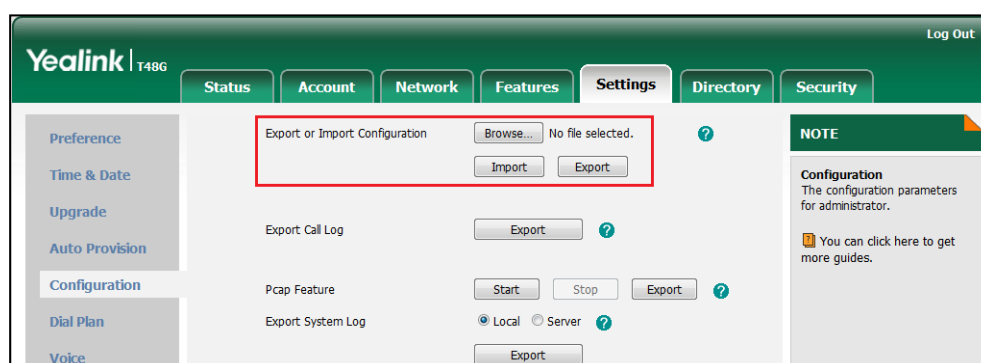 Log Out
Yealink T48G
Status Account Network Features Settings Directory Security
Preference
Time & Date
Upgrade
Auto Provision
Configuration
Dial Plan
Voice
Export or Import Configuration Browse... No file selected. ?
Import Export
Export Call Log Export ?
Pcap Feature Start Stop Export ?
Export System Log Local Server ?
Export
NOTE
Configuration
The configuration parameters
for administrator.
? You can click here to get
more guides.